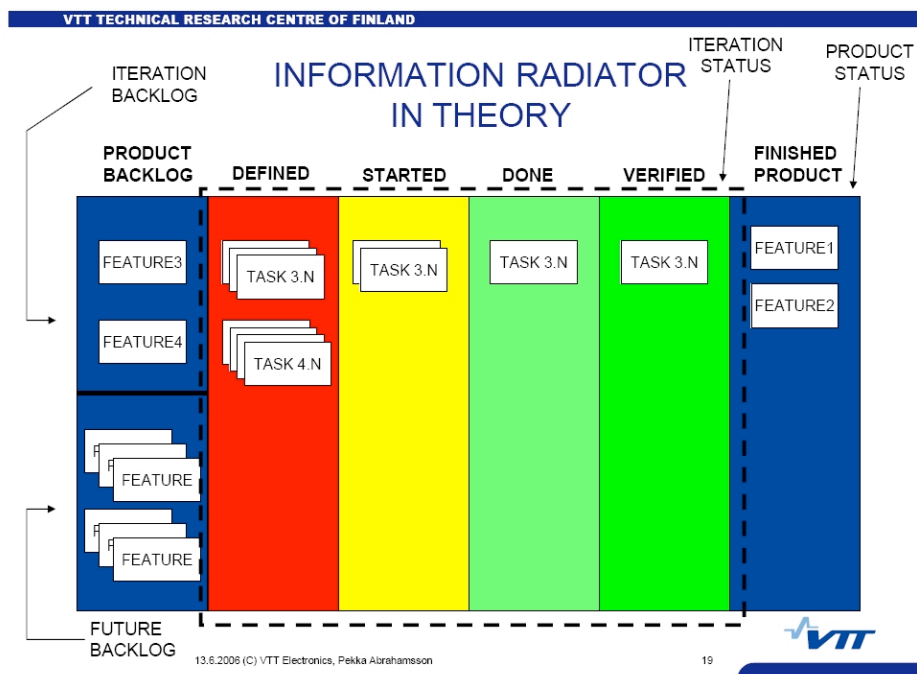 VTT TECHNICAL RESEARCH CENTRE OF FINLAND
INFORMATION RADIATOR
IN THEORY
ITERATION
BACKLOG
ITERATION
STATUS
PRODUCT
STATUS
PRODUCT
BACKLOG
DEFINED
STARTED
DONE
VERIFIED
FINISHED
PRODUCT
FEATURE3
TASK 3.N
TASK 3.N
TASK 3.N
TASK 3.N
FEATURE1
FEATURE2
FEATURE4
TASK 4.N
F
F
FEATURE
F
F
FEATURE
FUTURE
BACKLOG
13.6.2006 (C) VTT Electronics, Pekka Abrahamsson
19
VTT